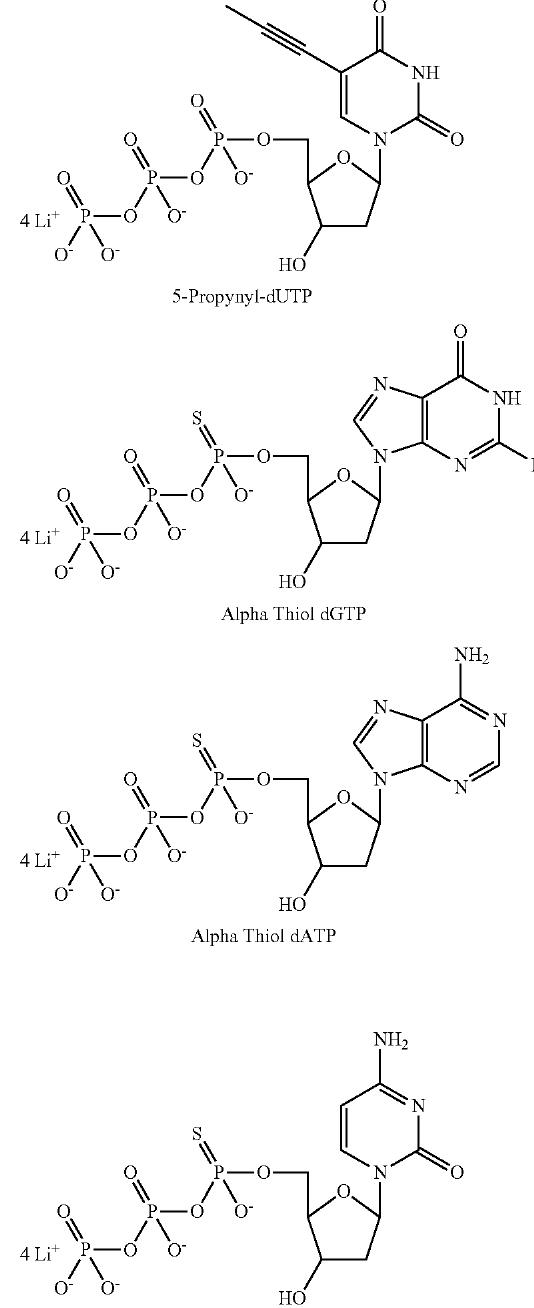 O
NH
O
O P O N O
O
O P O O⁻
4 Li⁺ P O O⁻
O⁻ O⁻
HO
5-Propynyl-dUTP
O
N NH
S
O P O N N
O
O P O O⁻
4 Li⁺ P O O⁻
O⁻ O⁻
HO
Alpha Thiol dGTP
NH₂
N N
S
O P O N N
O
O P O O⁻
4 Li⁺ P O O⁻
O⁻ O⁻
HO
Alpha Thiol dATP
NH₂
N
S
O P O N O
O
O P O O⁻
4 Li⁺ P O O⁻
O⁻ O⁻
HO